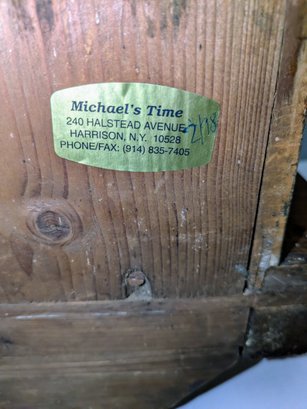 Michael's Time
240 HALSTEAD AVENUE
HARRISON, N.Y. 10528
PHONE/FAX: (914) 835-7405